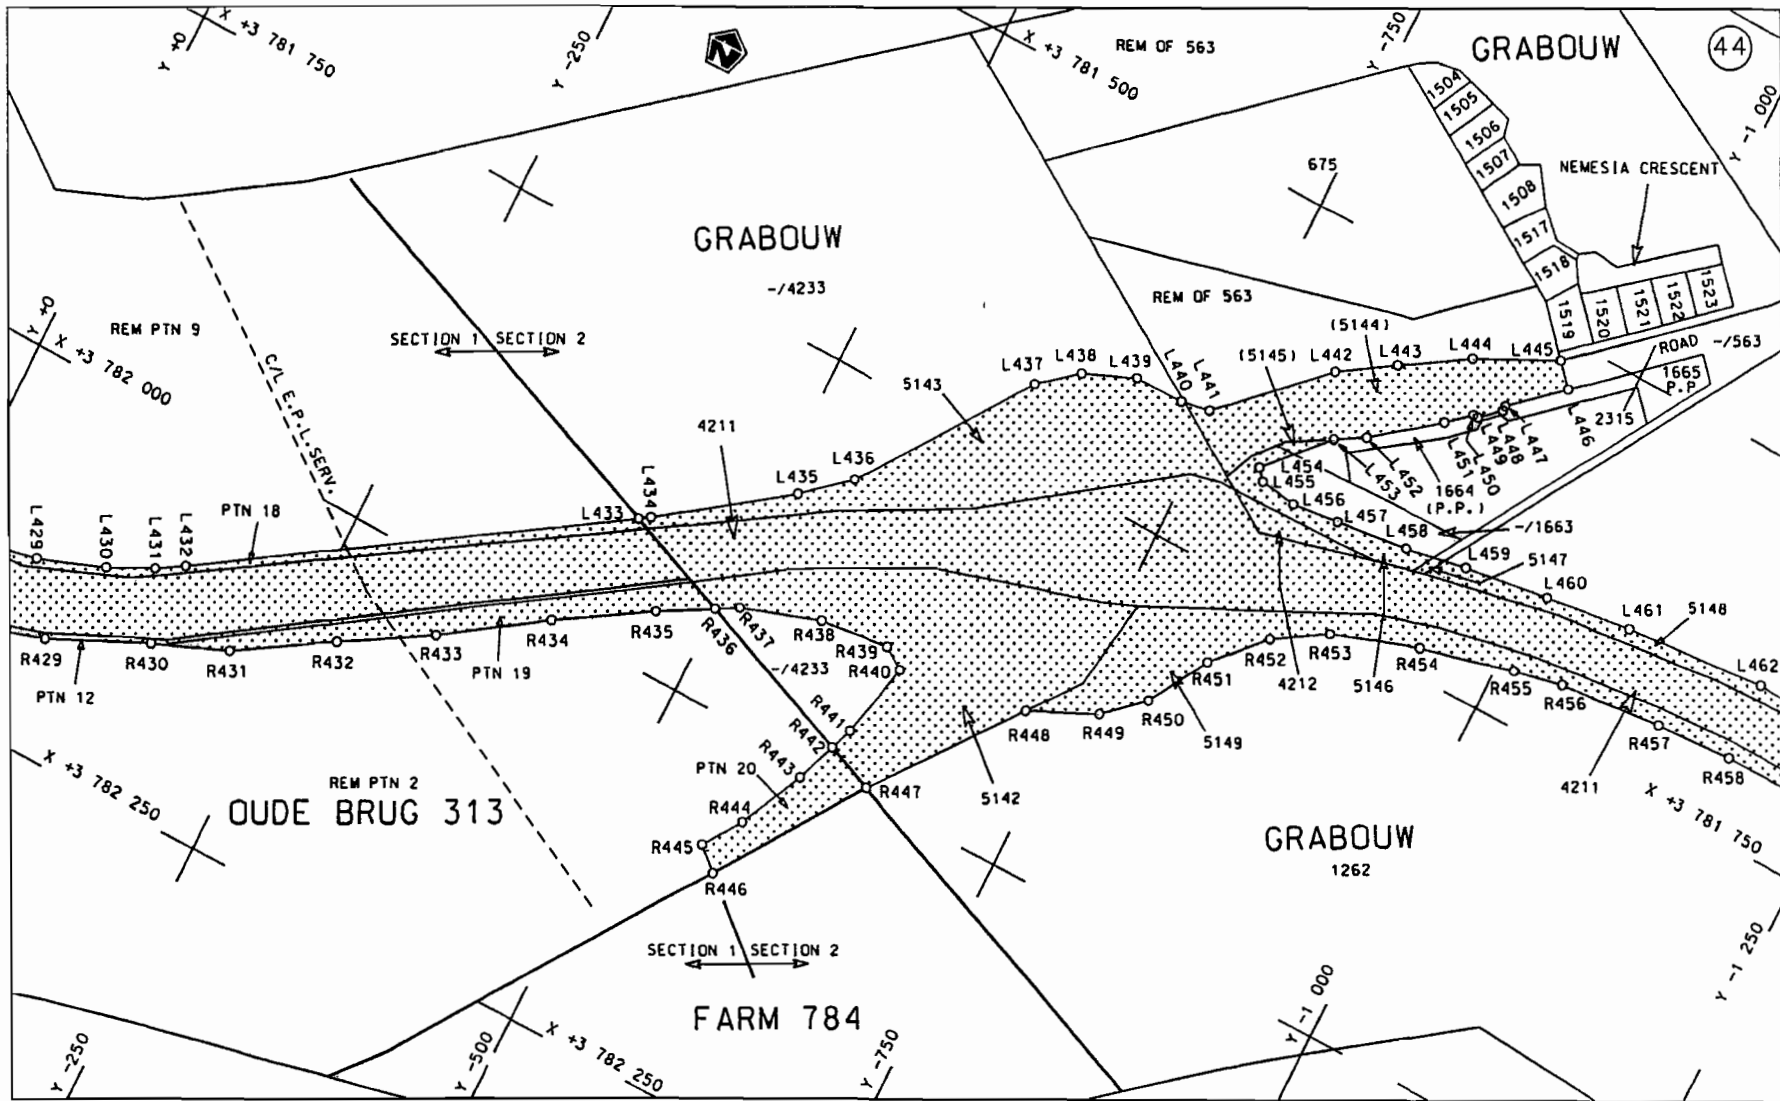 Y +0
X +3 781 750
Y -250
N
X +3 781 500
REM OF 563
Y -750
GRABOUW
44
Y -1 000
1504
1505
1506
1507
1508
1517
1518
1519
1520
1521
1522
1523
675
NEMESIA CRESCENT
GRABOUW
-/4233
REM OF 563
Y +0
X +3 782 000
REM PTN 9
SECTION 1 SECTION 2
C/L E.P.L.SERV.
4211
5143
L437
L438
L439
L440
L441
(5145)
(5144)
L442
L443
L444
L445
ROAD -/563
1665
P.P
2315
L446
L447
L448
L449
L450
L451
L452
L453
L454
L455
L456
L457
L458
1664
(P.P.)
-/1663
L459
5147
L460
L461
5148
L462
L429
L430
L431
L432
PTN 18
L433
L434
L435
L436
R429
PTN 12
R430
R431
R432
R433
PTN 19
R434
R435
R436
R437
R438
R439
-/4233
R440
R441
R442
R443
PTN 20
R444
R445
R446
R447
5142
R448
R449
R450
5149
R451
R452
4212
R453
5146
R454
R455
R456
4211
R457
R458
X +3 781 750
X +3 782 250
REM PTN 2
OUDE BRUG 313
GRABOUW
1262
SECTION 1 SECTION 2
FARM 784
Y -250
Y -500
X +3 782 250
Y -750
Y -1 000
Y -1 250